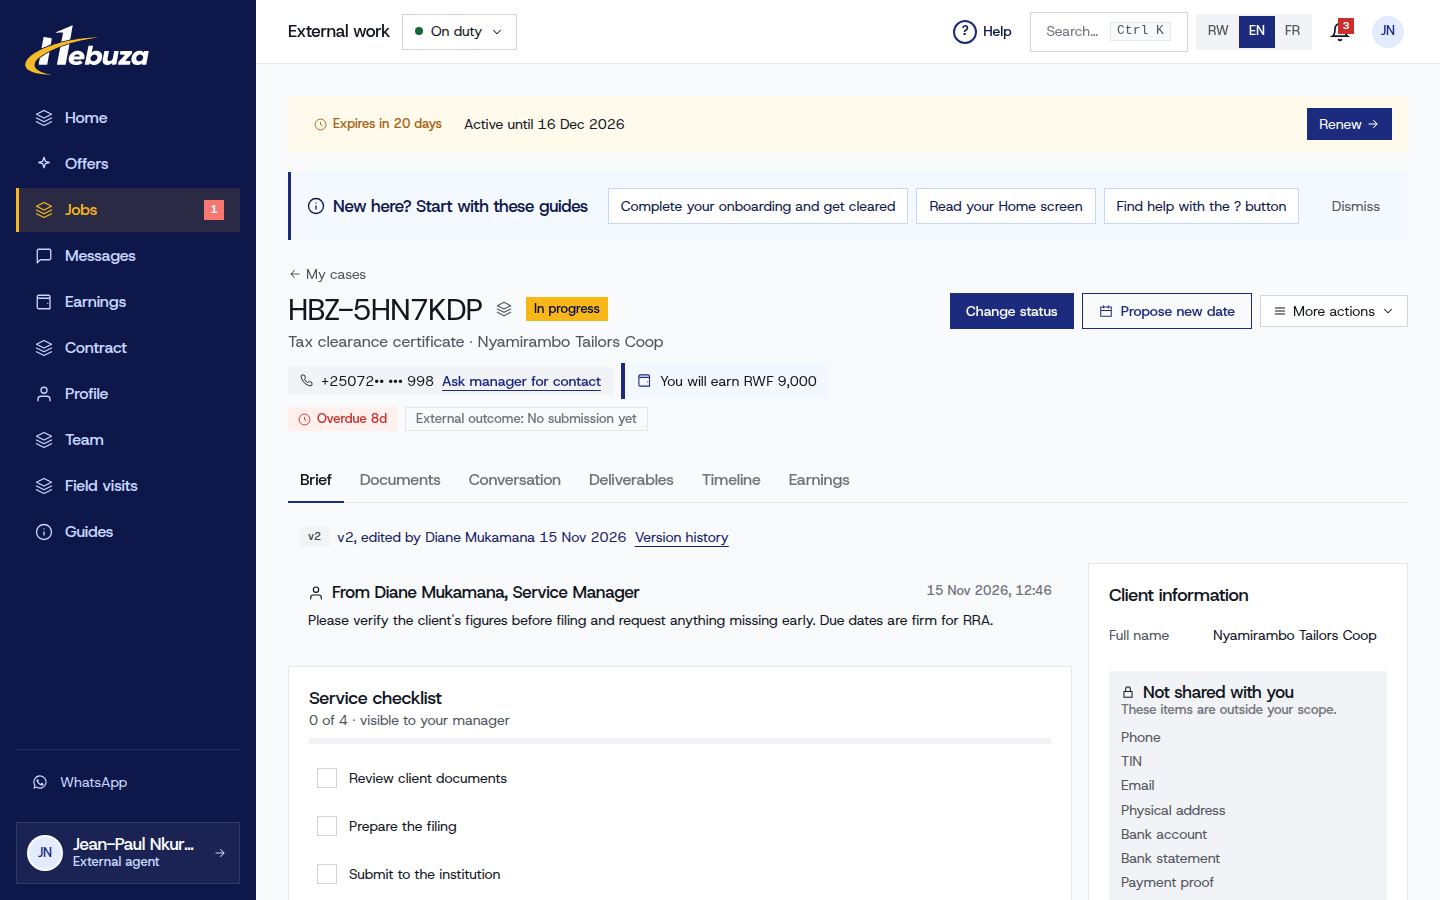 Hebuza
Home
Offers
Jobs 1
Messages
Earnings
Contract
Profile
Team
Field visits
Guides
WhatsApp
JN
Jean-Paul Nkur...
External agent
External work
On duty
? Help
Search... Ctrl K
RW EN FR
3
JN
Expires in 20 days Active until 16 Dec 2026
Renew
New here? Start with these guides
Complete your onboarding and get cleared
Read your Home screen
Find help with the ? button
Dismiss
My cases
HBZ-5HN7KDP
In progress
Change status
Propose new date
More actions
Tax clearance certificate · Nyamirambo Tailors Coop
+25072•• ••• 998 Ask manager for contact
You will earn RWF 9,000
Overdue 8d
External outcome: No submission yet
Brief Documents Conversation Deliverables Timeline Earnings
v2 v2, edited by Diane Mukamana 15 Nov 2026 Version history
From Diane Mukamana, Service Manager
15 Nov 2026, 12:46
Please verify the client's figures before filing and request anything missing early. Due dates are firm for RRA.
Service checklist
0 of 4 · visible to your manager
Review client documents
Prepare the filing
Submit to the institution
Client information
Full name Nyamirambo Tailors Coop
Not shared with you
These items are outside your scope.
Phone
TIN
Email
Physical address
Bank account
Bank statement
Payment proof